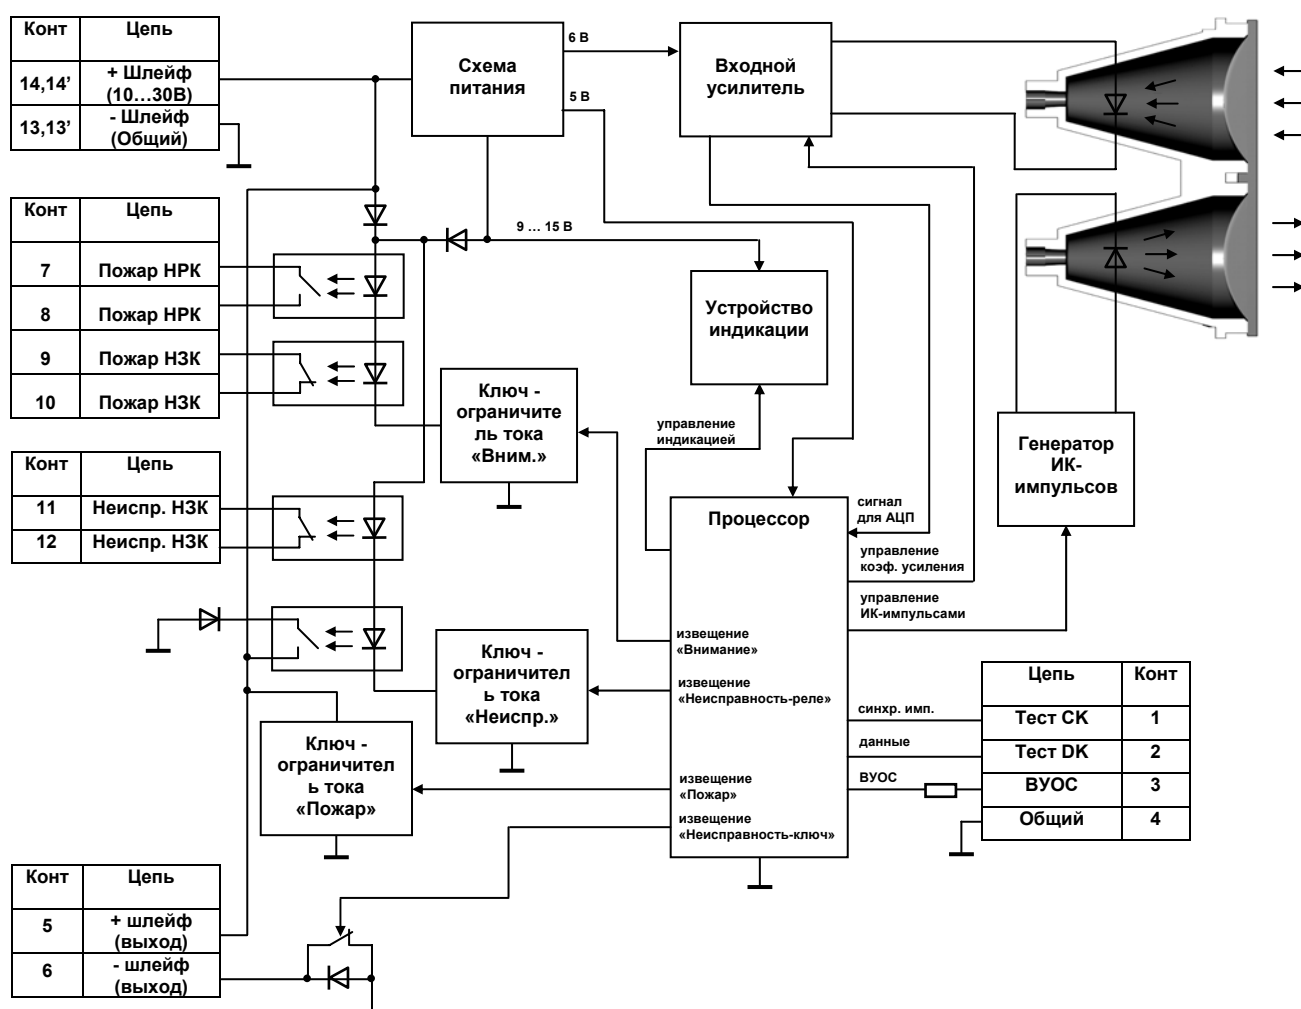 Конт Цепь
14,14’ + Шлейф
(10…30В)
13,13’ - Шлейф
(Общий)
Схема
питания
6 В
5 В
Входной
усилитель
9 … 15 В
Конт Цепь
7 Пожар НРК
8 Пожар НРК
9 Пожар НЗК
10 Пожар НЗК
Устройство
индикации
управление
индикацией
Ключ -
ограничите
ль тока
«Вним.»
Генератор
ИК-
импульсов
Конт Цепь
11 Неиспр. НЗК
12 Неиспр. НЗК
Процессор
сигнал
для АЦП
управление
коэф. усиления
управление
ИК-импульсами
извещение
«Внимание»
извещение
«Неисправность-реле»
Ключ -
ограничител
ь тока
«Неиспр.»
Ключ -
ограничител
ь тока
«Пожар»
извещение
«Пожар»
извещение
«Неисправность-ключ»
синхр. имп.
данные
ВУОС
Цепь Конт
Тест СК 1
Тест DК 2
ВУОС 3
Общий 4
Конт Цепь
5 + шлейф
(выход)
6 - шлейф
(выход)